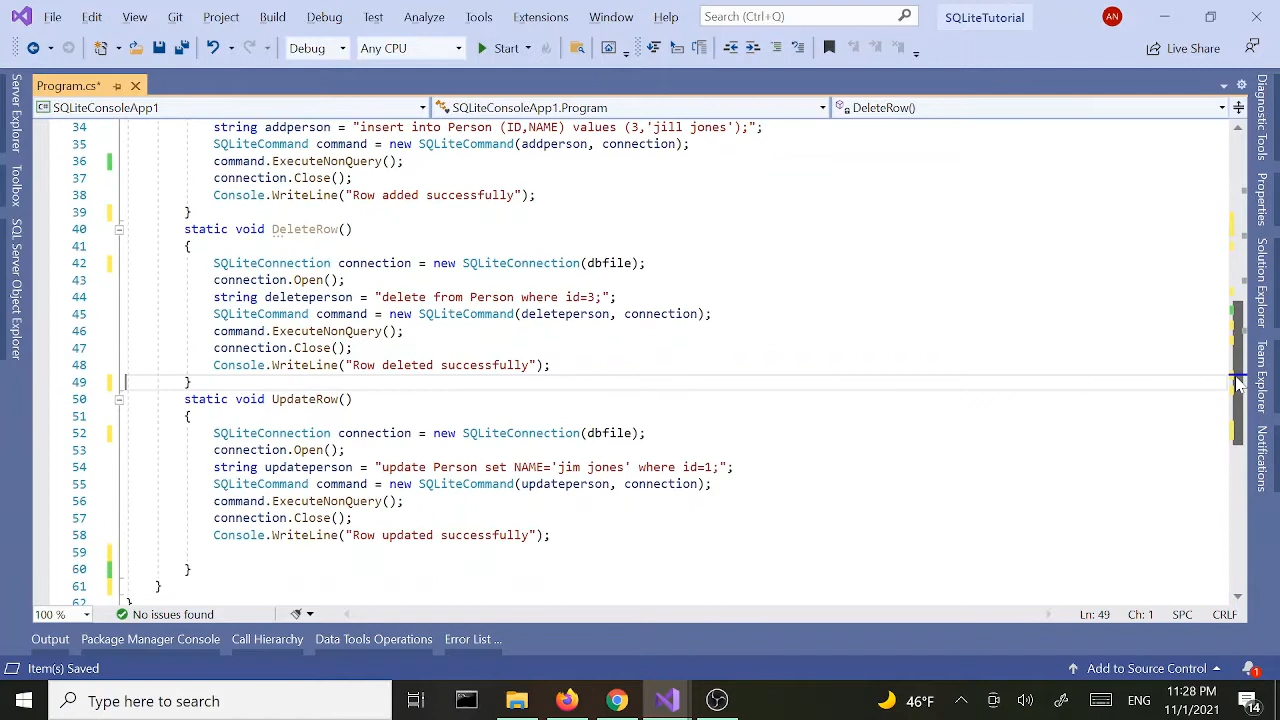 File Edit View Git Project Build Debug Test Analyze Tools Extensions Window Help Search (Ctrl+Q) SQLiteTutorial AN
Debug Any CPU Start Live Share
Program.cs*
SQLiteConsoleApp1 SQLiteConsoleApp1.Program DeleteRow()
34 string addperson = "insert into Person (ID,NAME) values (3,'jill jones');";
35 SQLiteCommand command = new SQLiteCommand(addperson, connection);
36 command.ExecuteNonQuery();
37 connection.Close();
38 Console.WriteLine("Row added successfully");
39 }
40 static void DeleteRow()
41 {
42 SQLiteConnection connection = new SQLiteConnection(dbfile);
43 connection.Open();
44 string deleteperson = "delete from Person where id=3;";
45 SQLiteCommand command = new SQLiteCommand(deleteperson, connection);
46 command.ExecuteNonQuery();
47 connection.Close();
48 Console.WriteLine("Row deleted successfully");
49 }
50 static void UpdateRow()
51 {
52 SQLiteConnection connection = new SQLiteConnection(dbfile);
53 connection.Open();
54 string updateperson = "update Person set NAME='jim jones' where id=1;";
55 SQLiteCommand command = new SQLiteCommand(updateperson, connection);
56 command.ExecuteNonQuery();
57 connection.Close();
58 Console.WriteLine("Row updated successfully");
59
60 }
61 }
62 }
Server Explorer
Toolbox
SQL Server Object Explorer
Diagnostic Tools
Properties
Solution Explorer
Team Explorer
Notifications
100 % No issues found Ln: 49 Ch: 1 SPC CRLF
Output Package Manager Console Call Hierarchy Data Tools Operations Error List ...
Item(s) Saved Add to Source Control 1
Type here to search 46°F ENG 11:28 PM
11/1/2021 14